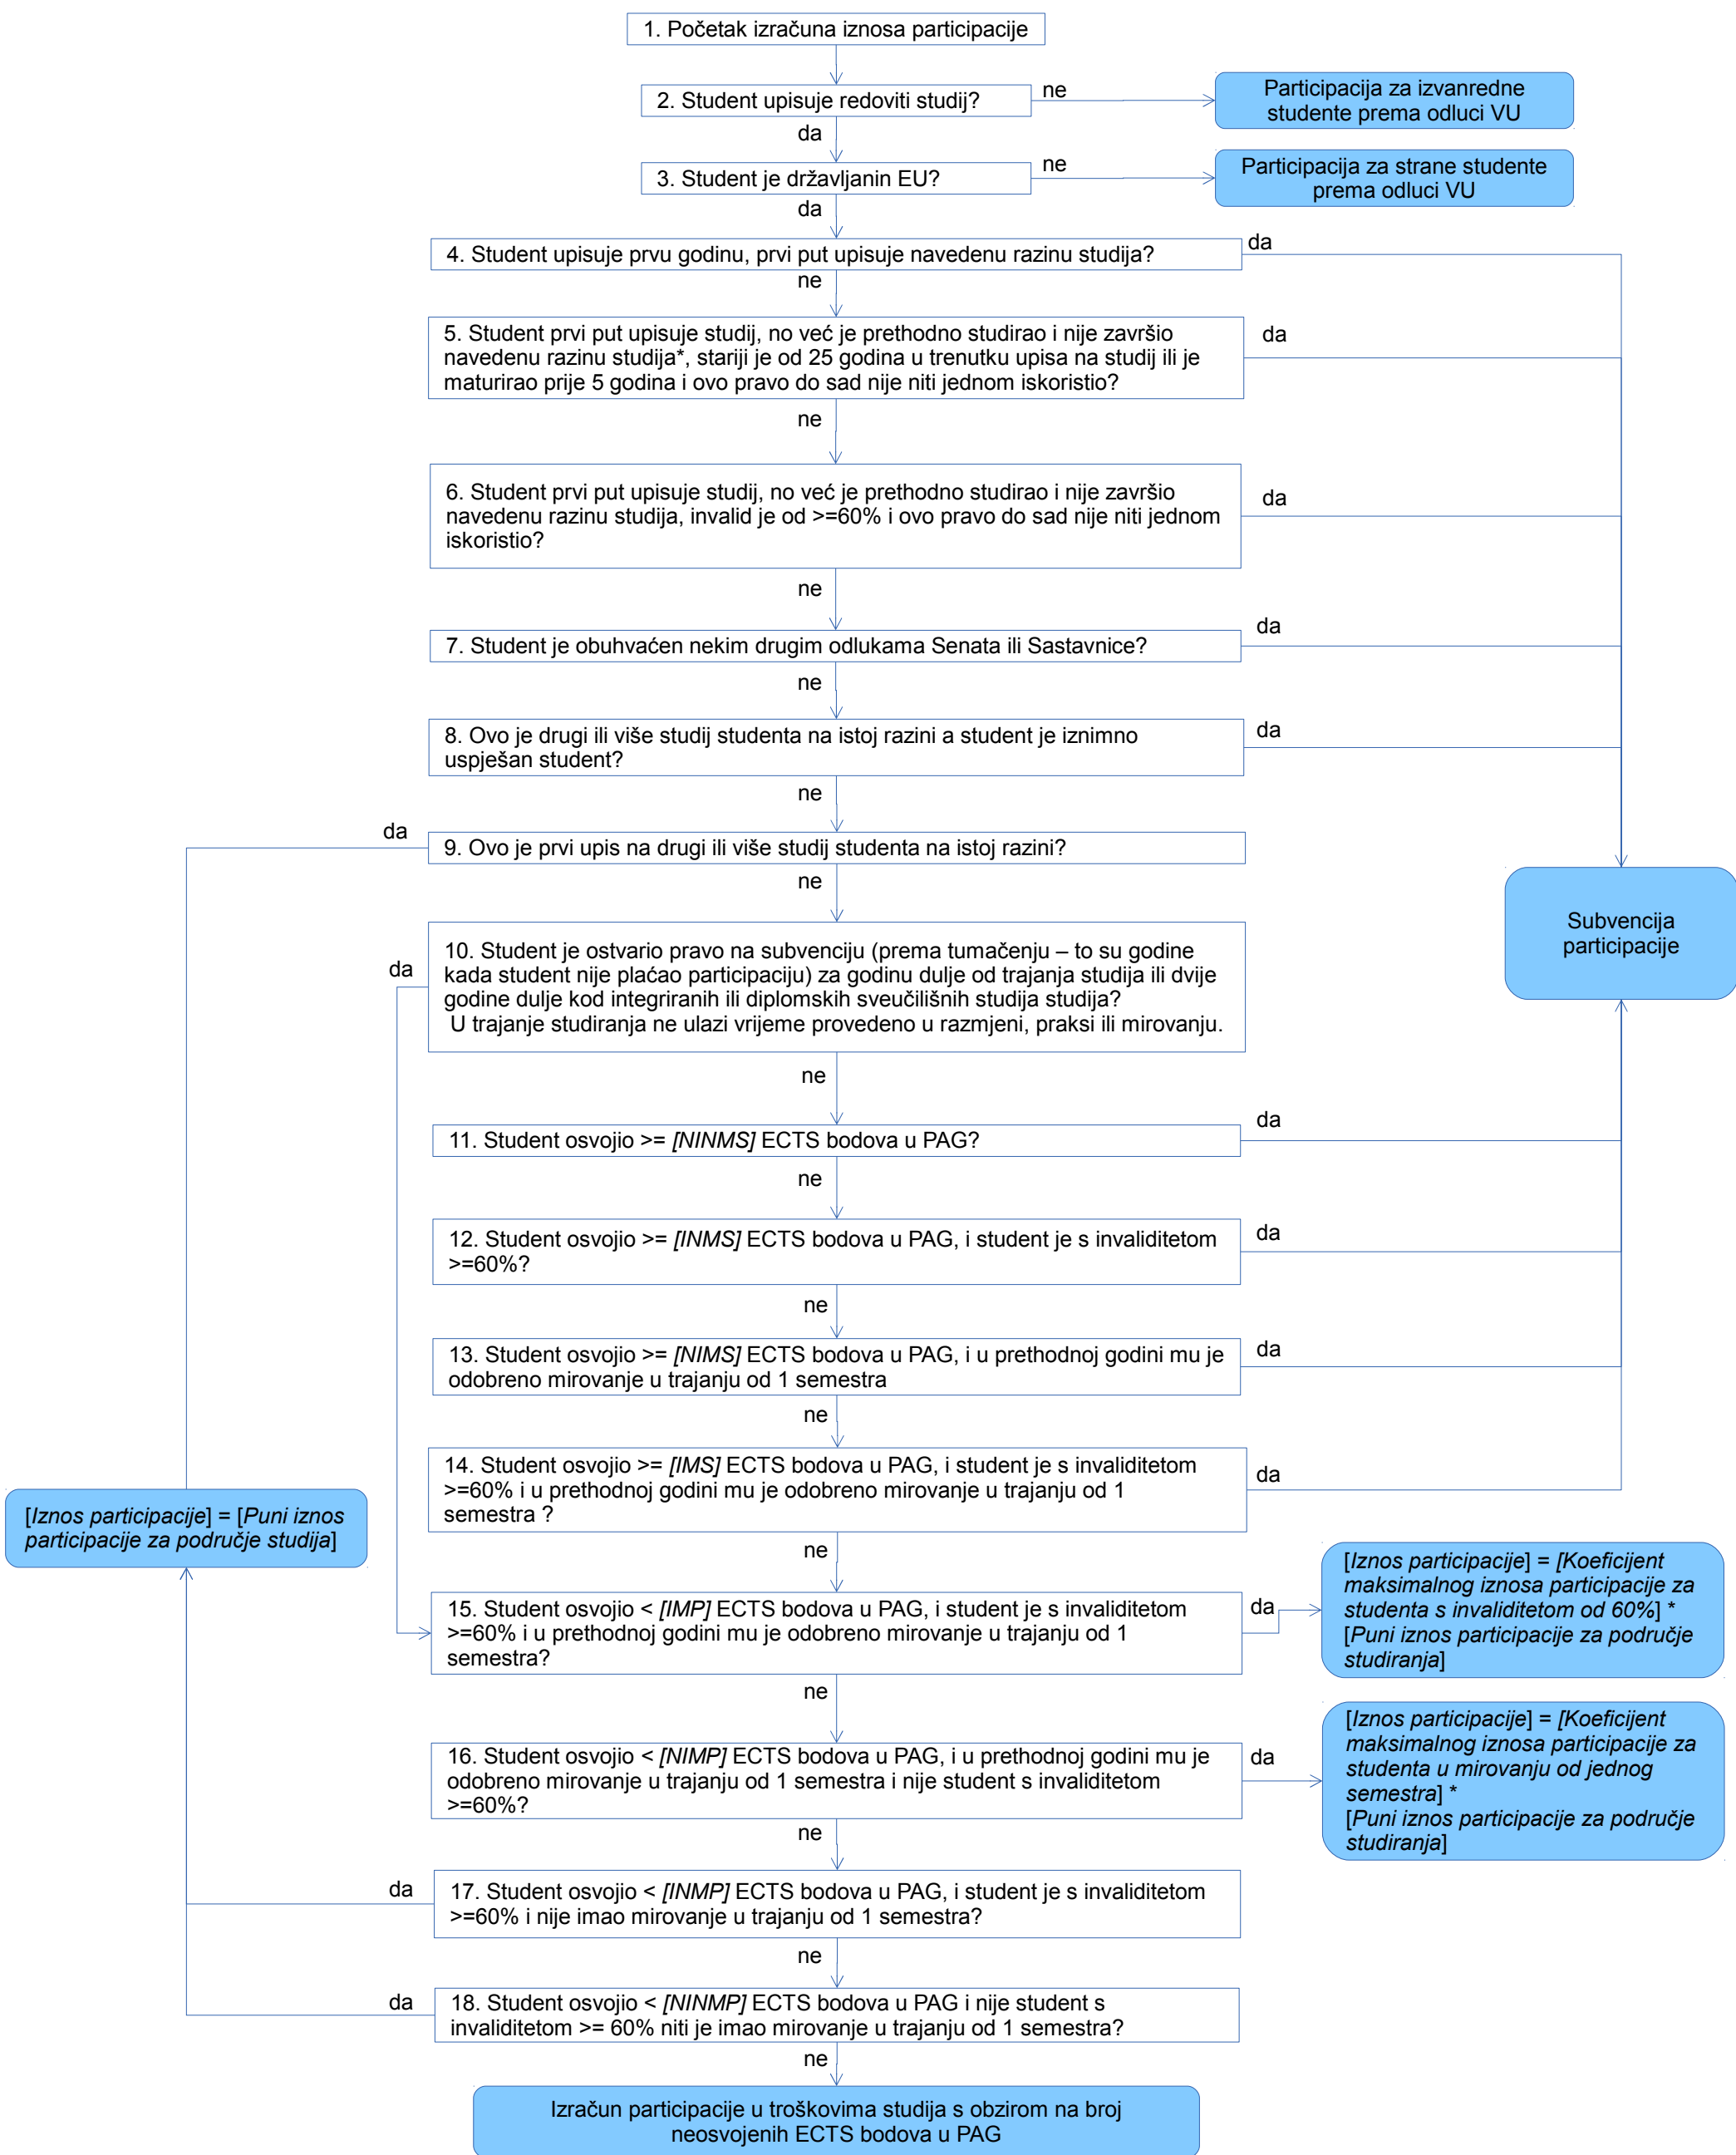 1. Početak izračuna iznosa participacije
2. Student upisuje redoviti studij?
ne
Participacija za izvanredne
studente prema odluci VU
da
3. Student je državljanin EU?
ne
Participacija za strane studente
prema odluci VU
da
4. Student upisuje prvu godinu, prvi put upisuje navedenu razinu studija?
da
ne
5. Student prvi put upisuje studij, no već je prethodno studirao i nije završio
navedenu razinu studija*, stariji je od 25 godina u trenutku upisa na studij ili je
maturirao prije 5 godina i ovo pravo do sad nije niti jednom iskoristio?
da
ne
6. Student prvi put upisuje studij, no već je prethodno studirao i nije završio
navedenu razinu studija, invalid je od >=60% i ovo pravo do sad nije niti jednom
iskoristio?
da
ne
7. Student je obuhvaćen nekim drugim odlukama Senata ili Sastavnice?
da
ne
8. Ovo je drugi ili više studij studenta na istoj razini a student je iznimno
uspješan student?
da
ne
da
9. Ovo je prvi upis na drugi ili više studij studenta na istoj razini?
ne
Subvencija
participacije
da
10. Student je ostvario pravo na subvenciju (prema tumačenju – to su godine
kada student nije plaćao participaciju) za godinu dulje od trajanja studija ili dvije
godine dulje kod integriranih ili diplomskih sveučilišnih studija studija?
U trajanje studiranja ne ulazi vrijeme provedeno u razmjeni, praksi ili mirovanju.
ne
11. Student osvojio >= [NINMS] ECTS bodova u PAG?
da
ne
12. Student osvojio >= [INMS] ECTS bodova u PAG, i student je s invaliditetom
>=60%?
da
ne
13. Student osvojio >= [NIMS] ECTS bodova u PAG, i u prethodnoj godini mu je
odobreno mirovanje u trajanju od 1 semestra
da
ne
14. Student osvojio >= [IMS] ECTS bodova u PAG, i student je s invaliditetom
>=60% i u prethodnoj godini mu je odobreno mirovanje u trajanju od 1
semestra ?
da
[Iznos participacije] = [Puni iznos
participacije za područje studija]
ne
15. Student osvojio < [IMP] ECTS bodova u PAG, i student je s invaliditetom
>=60% i u prethodnoj godini mu je odobreno mirovanje u trajanju od 1
semestra?
da
[Iznos participacije] = [Koeficijent
maksimalnog iznosa participacije za
studenta s invaliditetom od 60%] *
[Puni iznos participacije za područje
studiranja]
ne
16. Student osvojio < [NIMP] ECTS bodova u PAG, i u prethodnoj godini mu je
odobreno mirovanje u trajanju od 1 semestra i nije student s invaliditetom
>=60%?
da
[Iznos participacije] = [Koeficijent
maksimalnog iznosa participacije za
studenta u mirovanju od jednog
semestra] *
[Puni iznos participacije za područje
studiranja]
ne
da
17. Student osvojio < [INMP] ECTS bodova u PAG, i student je s invaliditetom
>=60% i nije imao mirovanje u trajanju od 1 semestra?
ne
da
18. Student osvojio < [NINMP] ECTS bodova u PAG i nije student s
invaliditetom >= 60% niti je imao mirovanje u trajanju od 1 semestra?
ne
Izračun participacije u troškovima studija s obzirom na broj
neosvojenih ECTS bodova u PAG